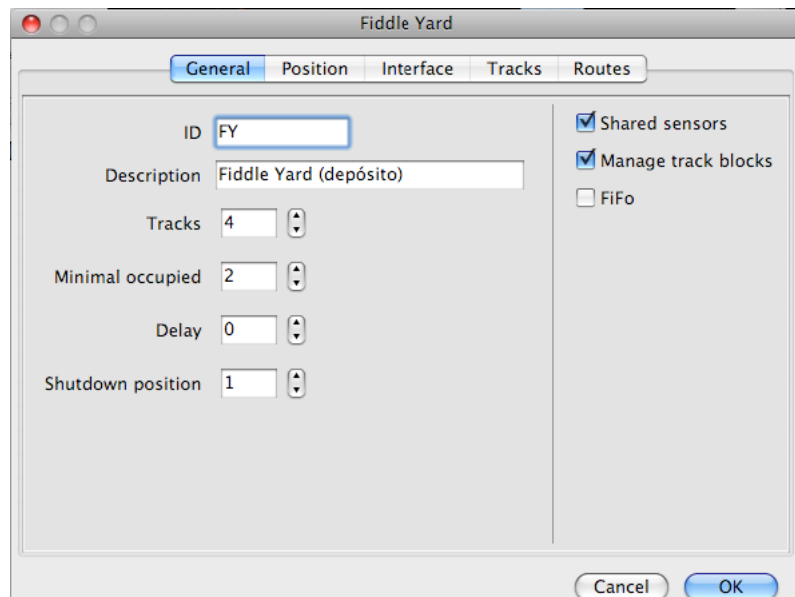 Fiddle Yard
General Position Interface Tracks Routes
ID FY
Description Fiddle Yard (depósito)
Tracks 4
Minimal occupied 2
Delay 0
Shutdown position 1
Shared sensors
Manage track blocks
FiFo
Cancel OK